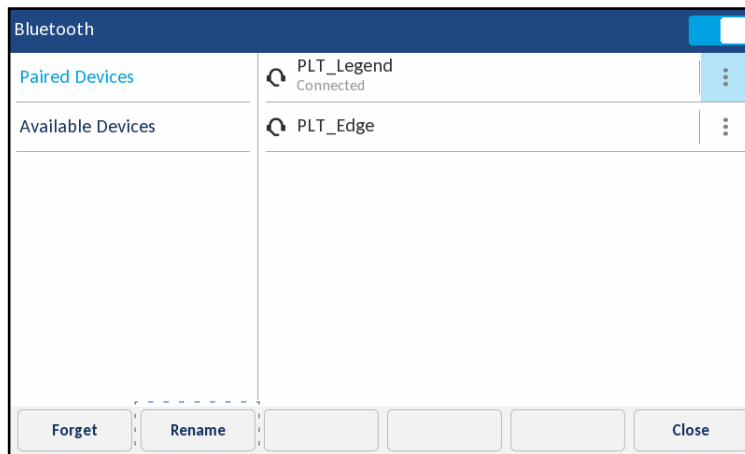 Bluetooth
Paired Devices
Available Devices
PLT_Legend
Connected
PLT_Edge
Forget
Rename
Close